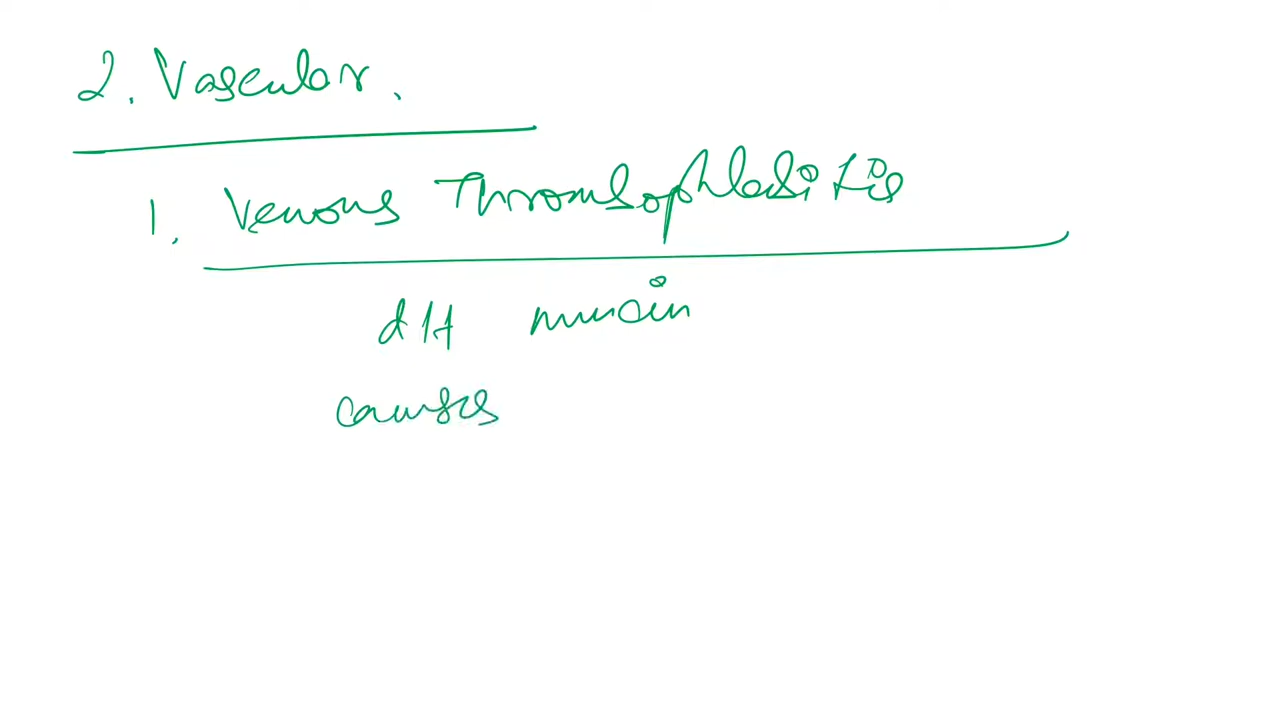 2. Vascular.
1. Venous Thrombophlebitis
d/t mucin
causes